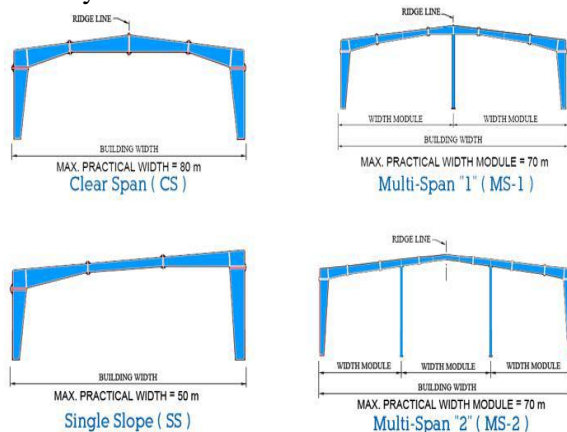 RIDGE LINE
BUILDING WIDTH
MAX. PRACTICAL WIDTH = 80 m
Clear Span ( CS )
RIDGE LINE
WIDTH MODULE
WIDTH MODULE
BUILDING WIDTH
MAX. PRACTICAL WIDTH MODULE = 70 m
Multi-Span "1" ( MS-1 )
BUILDING WIDTH
MAX. PRACTICAL WIDTH = 50 m
Single Slope ( SS )
RIDGE LINE
WIDTH MODULE
WIDTH MODULE
WIDTH MODULE
BUILDING WIDTH
MAX. PRACTICAL WIDTH MODULE = 70 m
Multi-Span "2" ( MS-2 )